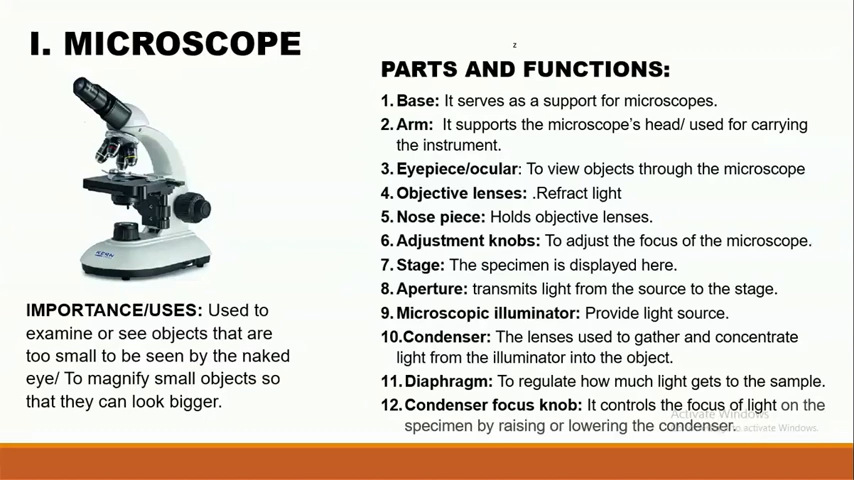 I. MICROSCOPE
z
PARTS AND FUNCTIONS:
1. Base: It serves as a support for microscopes.
2. Arm: It supports the microscope's head/ used for carrying
the instrument.
3. Eyepiece/ocular: To view objects through the microscope
4. Objective lenses: .Refract light
5. Nose piece: Holds objective lenses.
6. Adjustment knobs: To adjust the focus of the microscope.
7. Stage: The specimen is displayed here.
8. Aperture: transmits light from the source to the stage.
9. Microscopic illuminator: Provide light source.
10. Condenser: The lenses used to gather and concentrate
light from the illuminator into the object.
11. Diaphragm: To regulate how much light gets to the sample.
12. Condenser focus knob: It controls the focus of light on the
specimen by raising or lowering the condenser.
KERN
IMPORTANCE/USES: Used to
examine or see objects that are
too small to be seen by the naked
eye/ To magnify small objects so
that they can look bigger.
Activate Windows
to activate Windows.